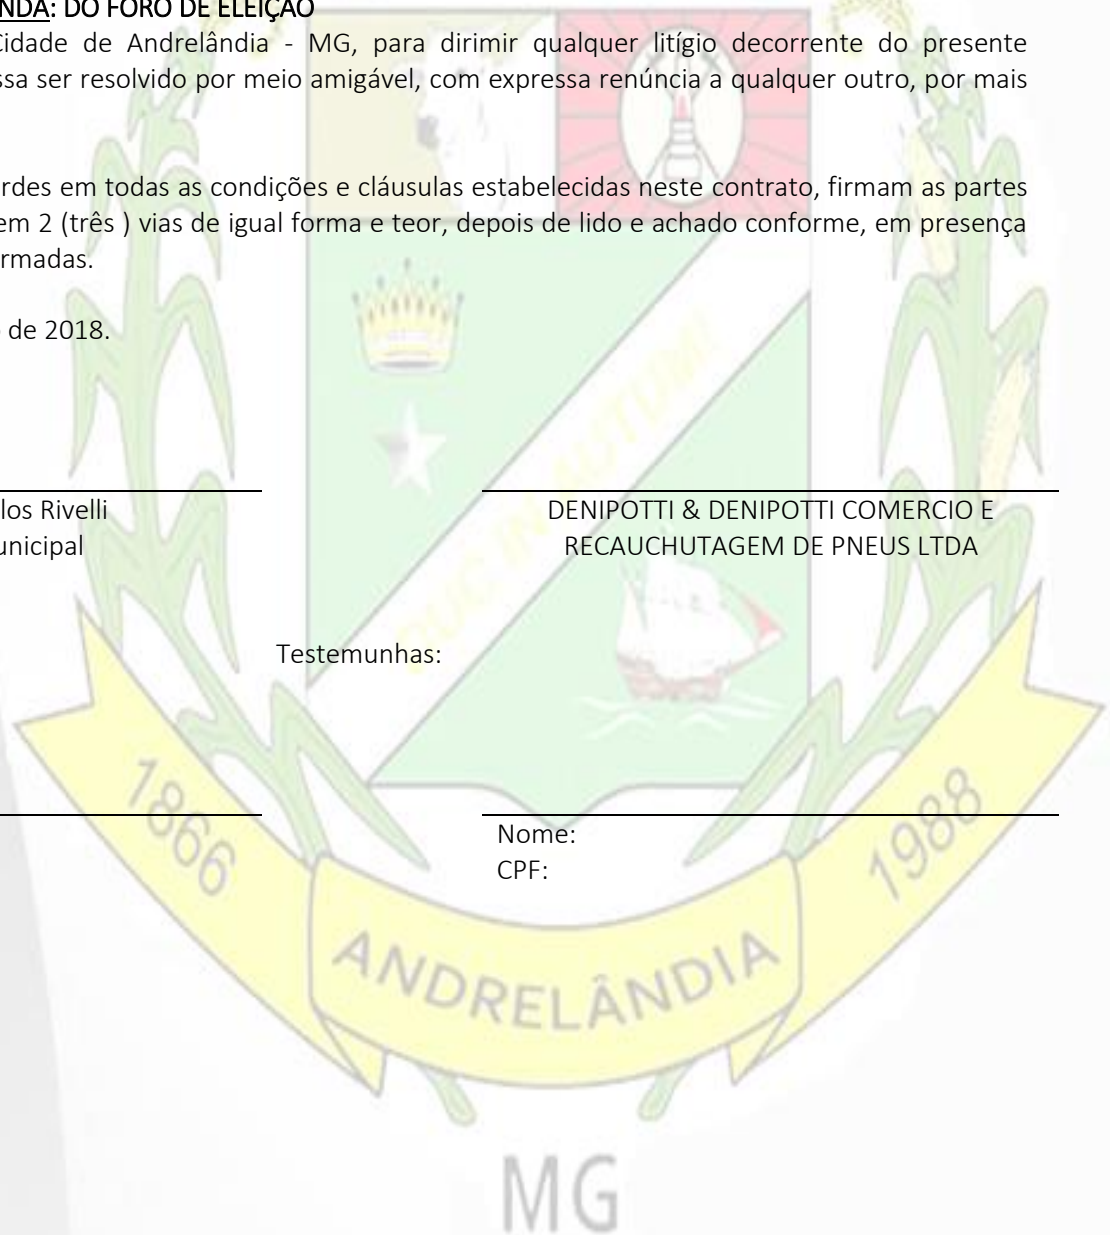 NDA: DO FORO DE ELEIÇÃO
Cidade de Andrelândia - MG, para dirimir qualquer litígio decorrente do presente
ssa ser resolvido por meio amigável, com expressa renúncia a qualquer outro, por mais
rdes em todas as condições e cláusulas estabelecidas neste contrato, firmam as partes
em 2 (três ) vias de igual forma e teor, depois de lido e achado conforme, em presença
rmadas.
de 2018.
los Rivelli
unicipal
DENIPOTTI & DENIPOTTI COMERCIO E
RECAUCHUTAGEM DE PNEUS LTDA
Testemunhas:
Nome:
CPF:
1866
ANDRELÂNDIA
1988
MG